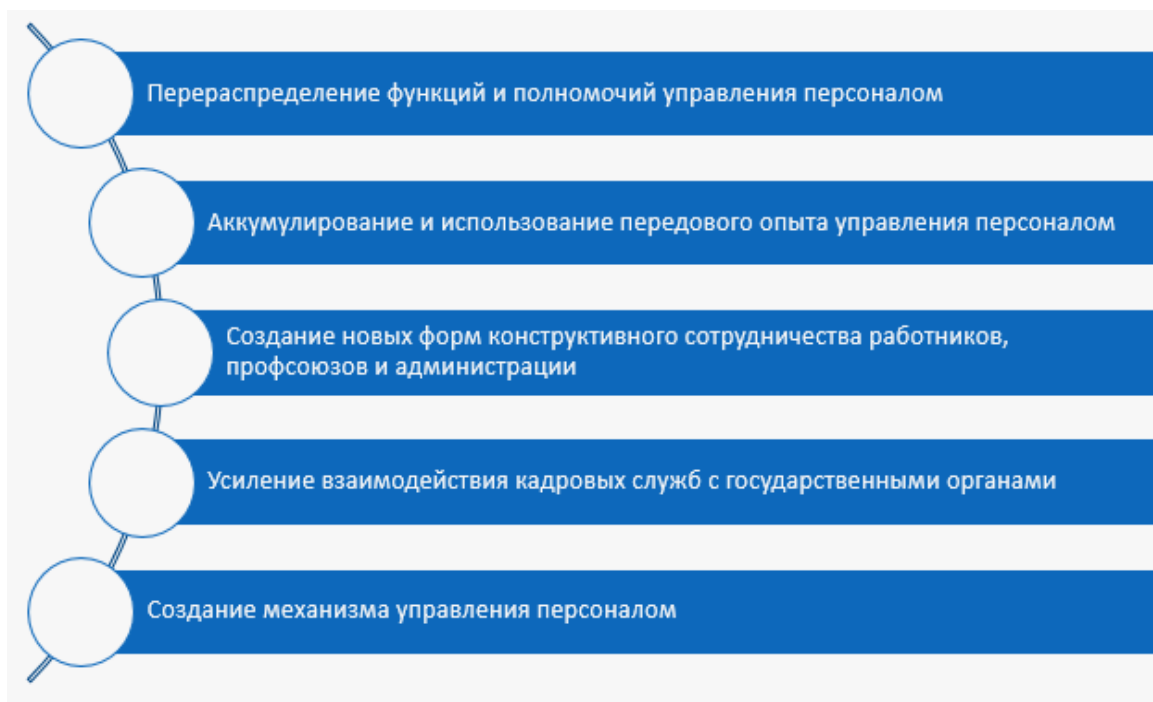 Перераспределение функций и полномочий управления персоналом
Аккумулирование и использование передового опыта управления персоналом
Создание новых форм конструктивного сотрудничества работников,
профсоюзов и администрации
Усиление взаимодействия кадровых служб с государственными органами
Создание механизма управления персоналом